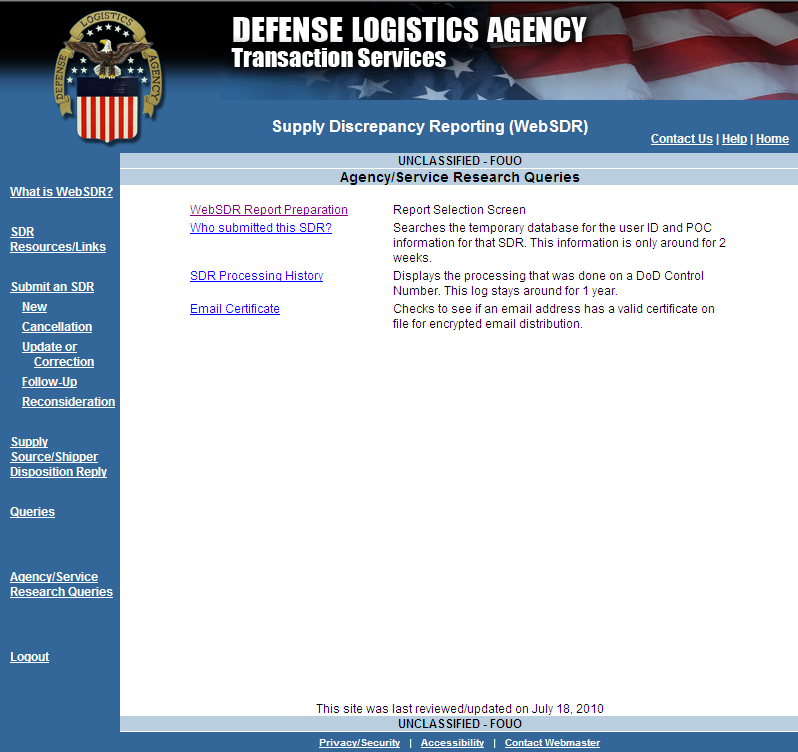 DEFENSE LOGISTICS AGENCY
DEFENSE LOGISTICS AGENCY
Transaction Services
Supply Discrepancy Reporting (WebSDR)
Contact Us | Help | Home
UNCLASSIFIED - FOUO
Agency/Service Research Queries
What is WebSDR?
SDR
Resources/Links
Submit an SDR
New
Cancellation
Update or
Correction
Follow-Up
Reconsideration
Supply
Source/Shipper
Disposition Reply
Queries
Agency/Service
Research Queries
Logout
WebSDR Report Preparation Report Selection Screen
Who submitted this SDR? Searches the temporary database for the user ID and POC
information for that SDR. This information is only around for 2
weeks.
SDR Processing History Displays the processing that was done on a DoD Control
Number. This log stays around for 1 year.
Email Certificate Checks to see if an email address has a valid certificate on
file for encrypted email distribution.
This site was last reviewed/updated on July 18, 2010
UNCLASSIFIED - FOUO
Privacy/Security | Accessibility | Contact Webmaster